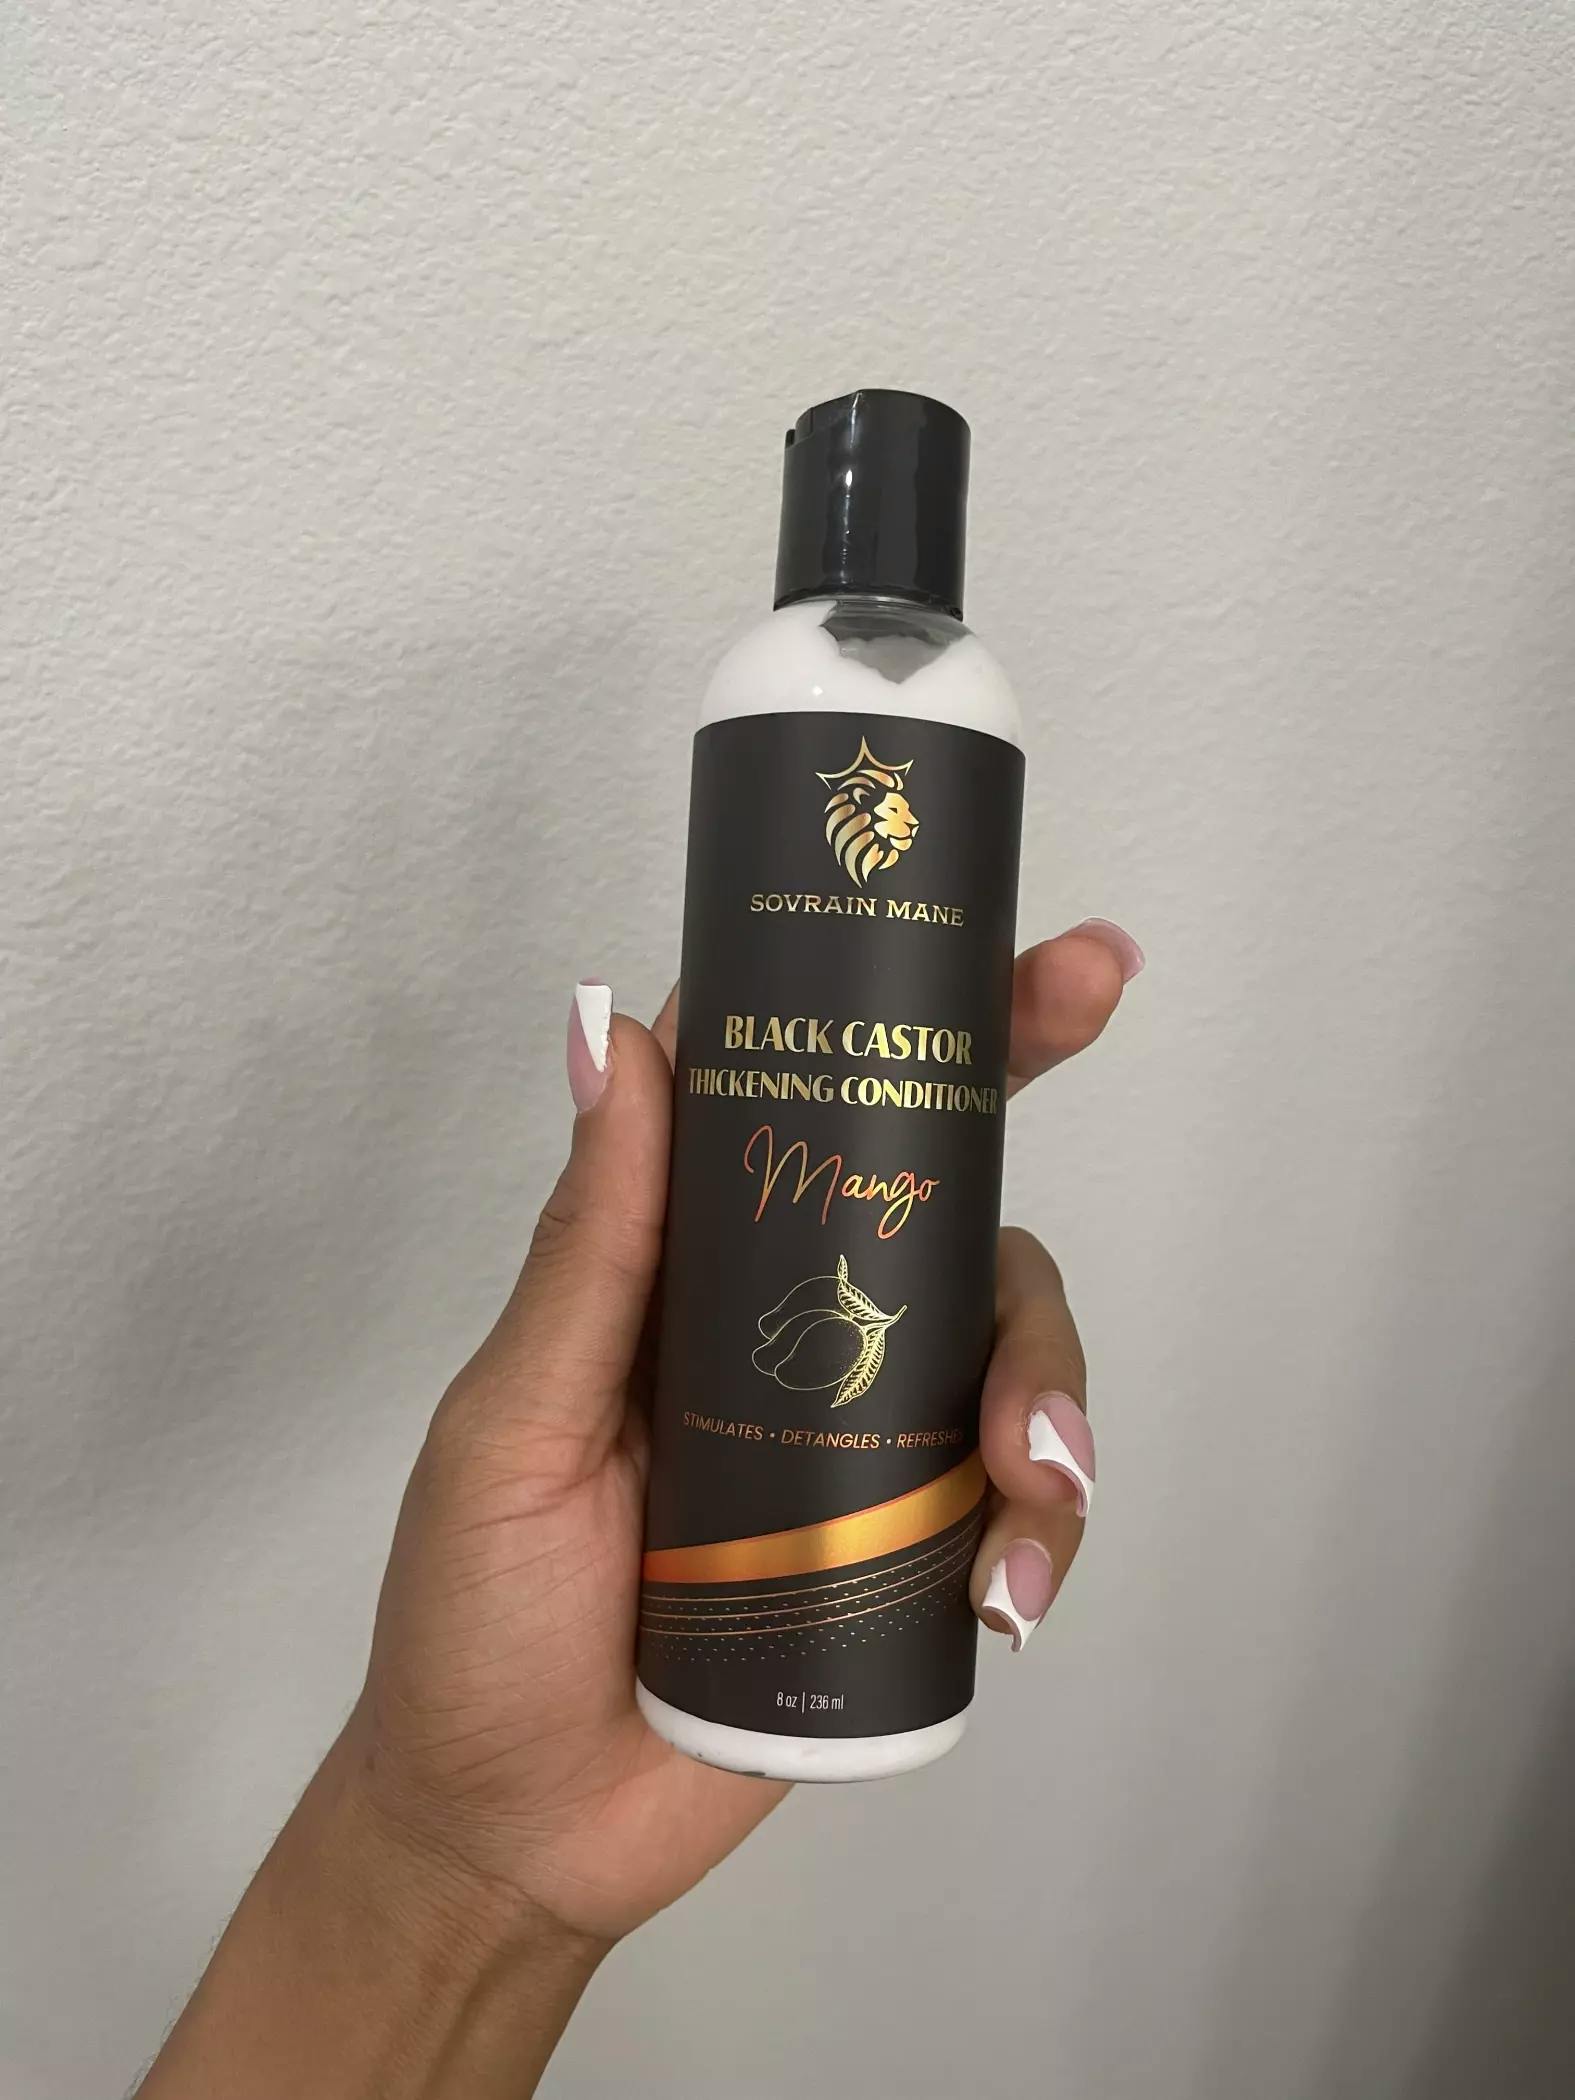 SOVRAIN MANE
BLACK CASTOR
THICKENING CONDITIONER
Mango
STIMULATES • DETANGLES • REFRESHES
8 oz | 236 ml